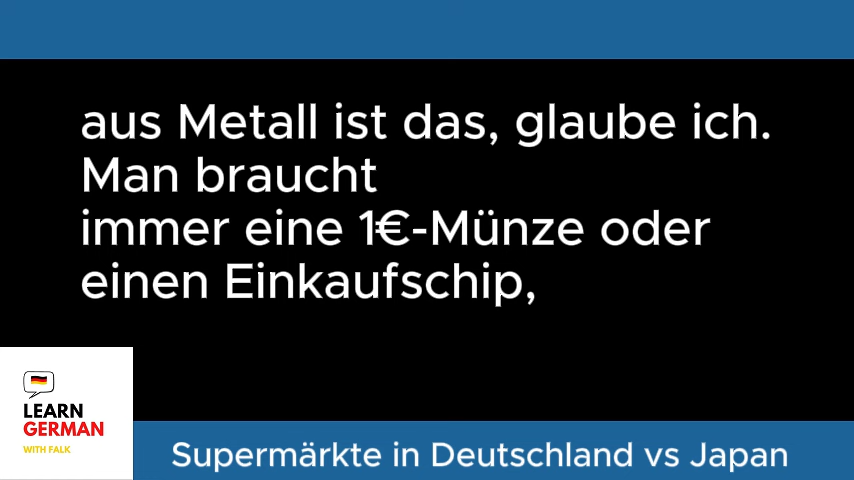 aus Metall ist das, glaube ich.
Man braucht
immer eine 1€-Münze oder
einen Einkaufschip,
LEARN
GERMAN
WITH FALK
Supermärkte in Deutschland vs Japan